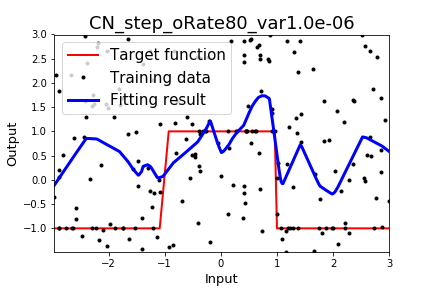 CN_step_oRate80_var1.0e-06
Target function
Training data
Fitting result
3.0
2.5
2.0
1.5
1.0
0.5
0.0
−0.5
−1.0
Output
−2
−1
0
1
2
3
Input